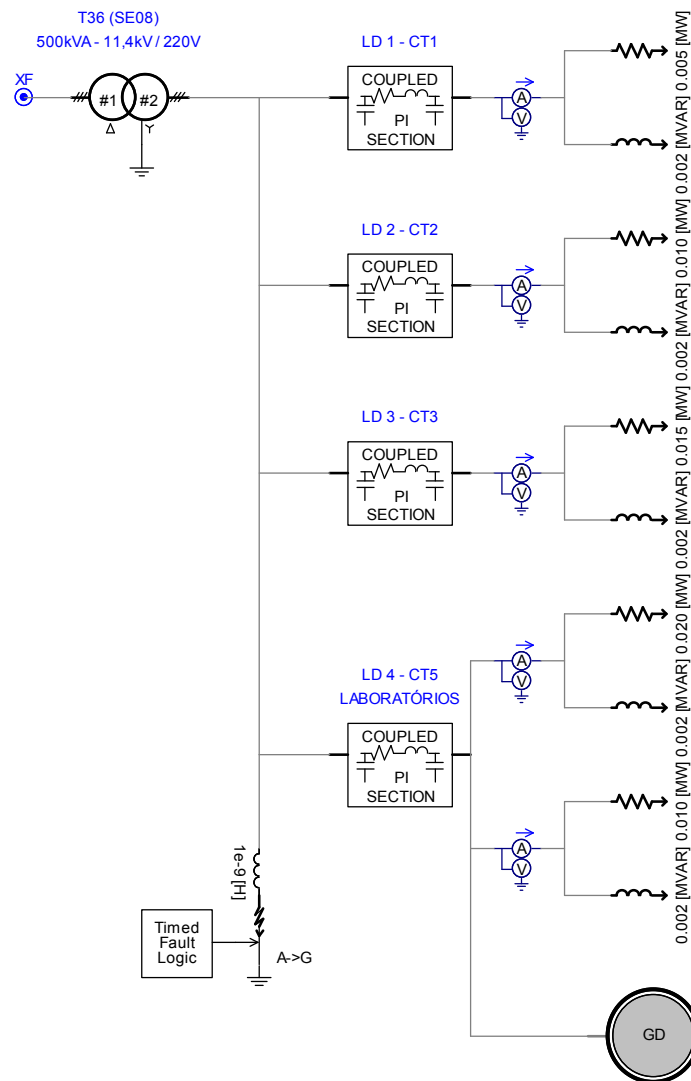 T36 (SE08)
500kVA - 11,4kV / 220V
XF
#1
#2
Δ
Y
LD 1 - CT1
COUPLED
PI
SECTION
A
V
0.005 [MW]
0.002 [MVAR]
LD 2 - CT2
COUPLED
PI
SECTION
A
V
0.010 [MW]
0.002 [MVAR]
LD 3 - CT3
COUPLED
PI
SECTION
A
V
0.015 [MW]
0.002 [MVAR]
LD 4 - CT5
LABORATÓRIOS
COUPLED
PI
SECTION
A
V
0.020 [MW]
0.002 [MVAR]
A
V
0.010 [MW]
0.002 [MVAR]
1e-9 [H]
Timed
Fault
Logic
A->G
GD